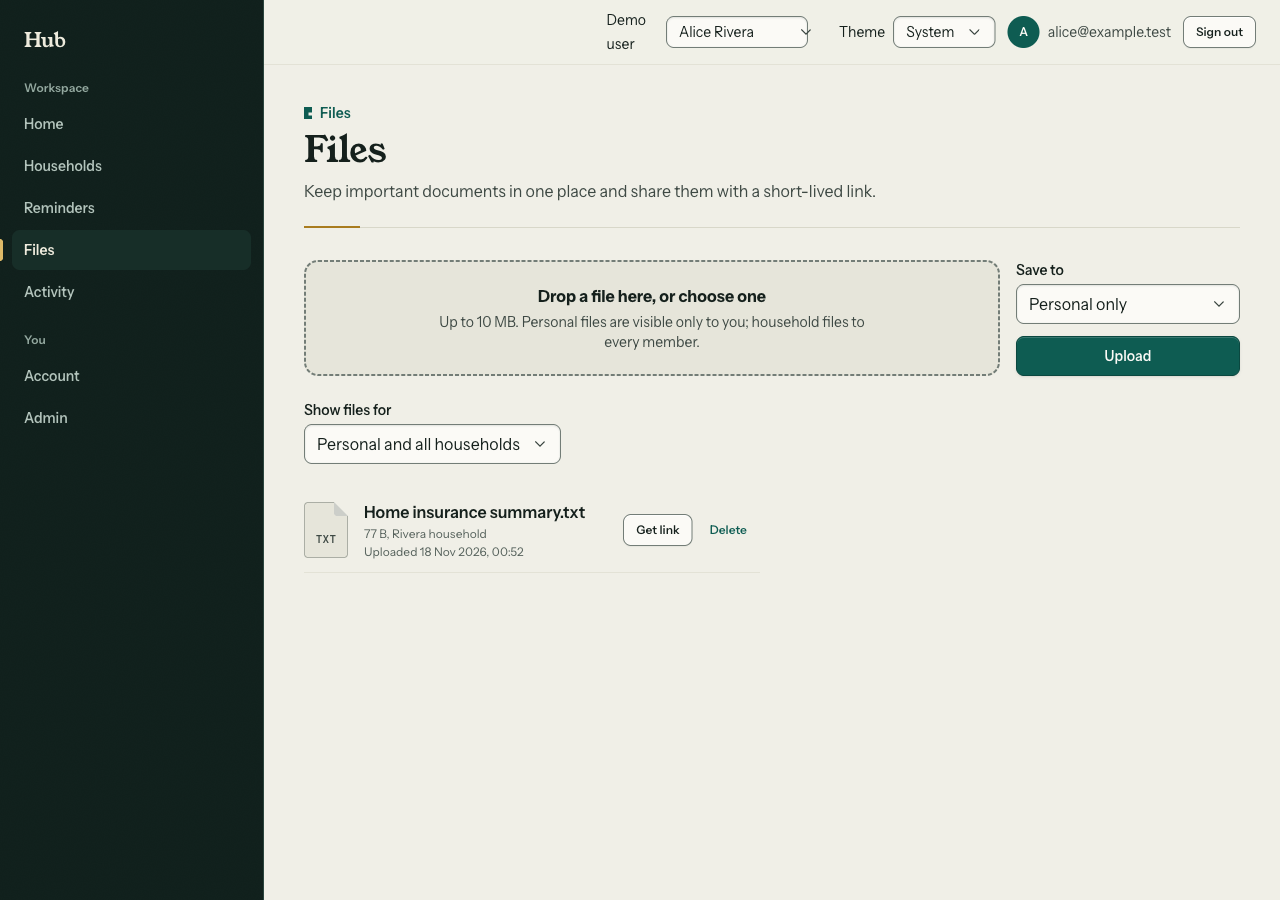 Hub
Workspace
Home
Households
Reminders
Files
Activity
You
Account
Admin
Demo user
Alice Rivera
Theme
System
A
alice@example.test
Sign out
Files
Files
Keep important documents in one place and share them with a short-lived link.
Drop a file here, or choose one
Up to 10 MB. Personal files are visible only to you; household files to
every member.
Save to
Personal only
Upload
Show files for
Personal and all households
TXT
Home insurance summary.txt
77 B, Rivera household
Uploaded 18 Nov 2026, 00:52
Get link
Delete